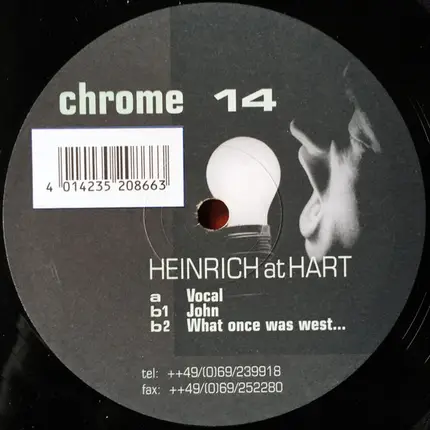 chrome 14
4 014235 208663
HEINRICH at HART
a Vocal
b1 John
b2 What once was west...
tel: ++49/(0)69/239918
fax: ++49/(0)69/252280